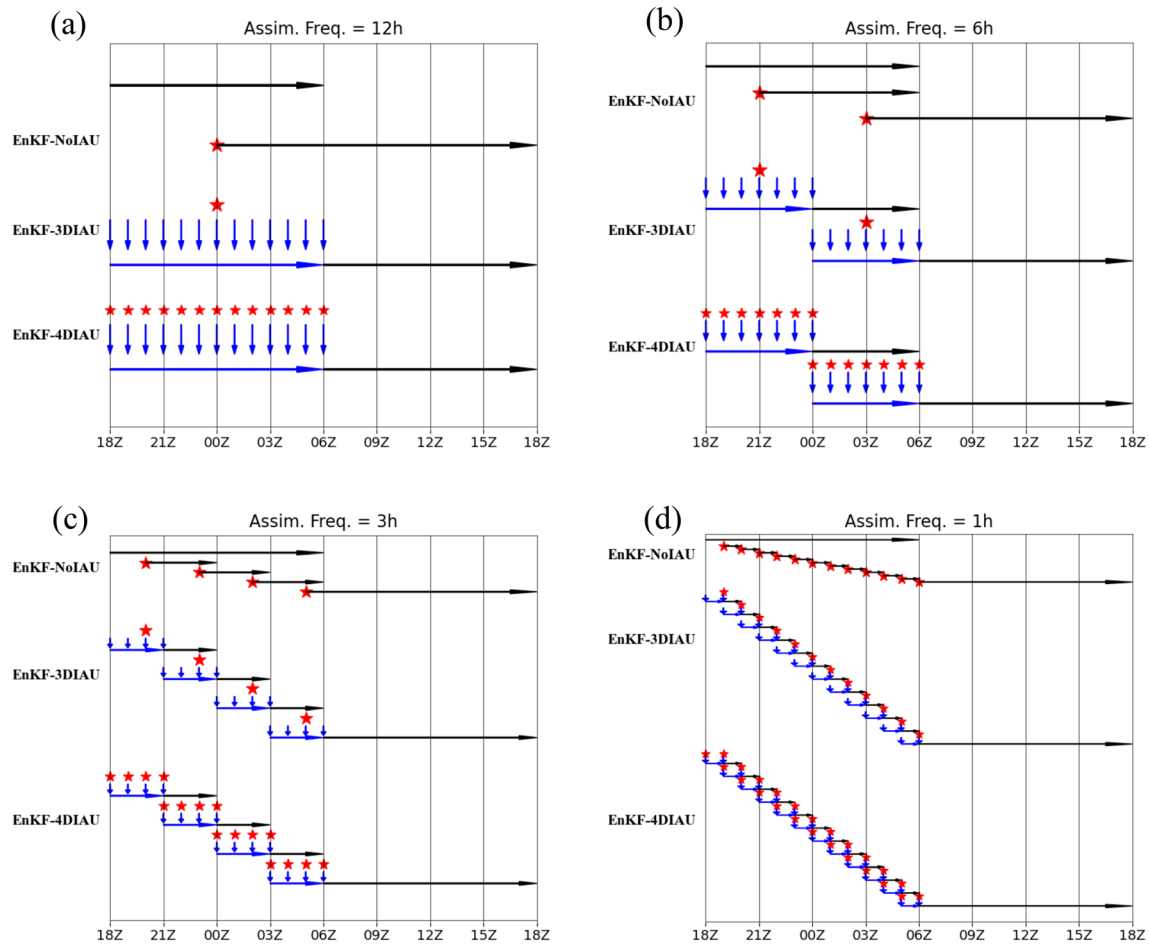 (a)
Assim. Freq. = 12h
EnKF-NoIAU
EnKF-3DIAU
EnKF-4DIAU
18Z 21Z 00Z 03Z 06Z 09Z 12Z 15Z 18Z
(b)
Assim. Freq. = 6h
EnKF-NoIAU
EnKF-3DIAU
EnKF-4DIAU
18Z 21Z 00Z 03Z 06Z 09Z 12Z 15Z 18Z
(c)
Assim. Freq. = 3h
EnKF-NoIAU
EnKF-3DIAU
EnKF-4DIAU
18Z 21Z 00Z 03Z 06Z 09Z 12Z 15Z 18Z
(d)
Assim. Freq. = 1h
EnKF-NoIAU
EnKF-3DIAU
EnKF-4DIAU
18Z 21Z 00Z 03Z 06Z 09Z 12Z 15Z 18Z